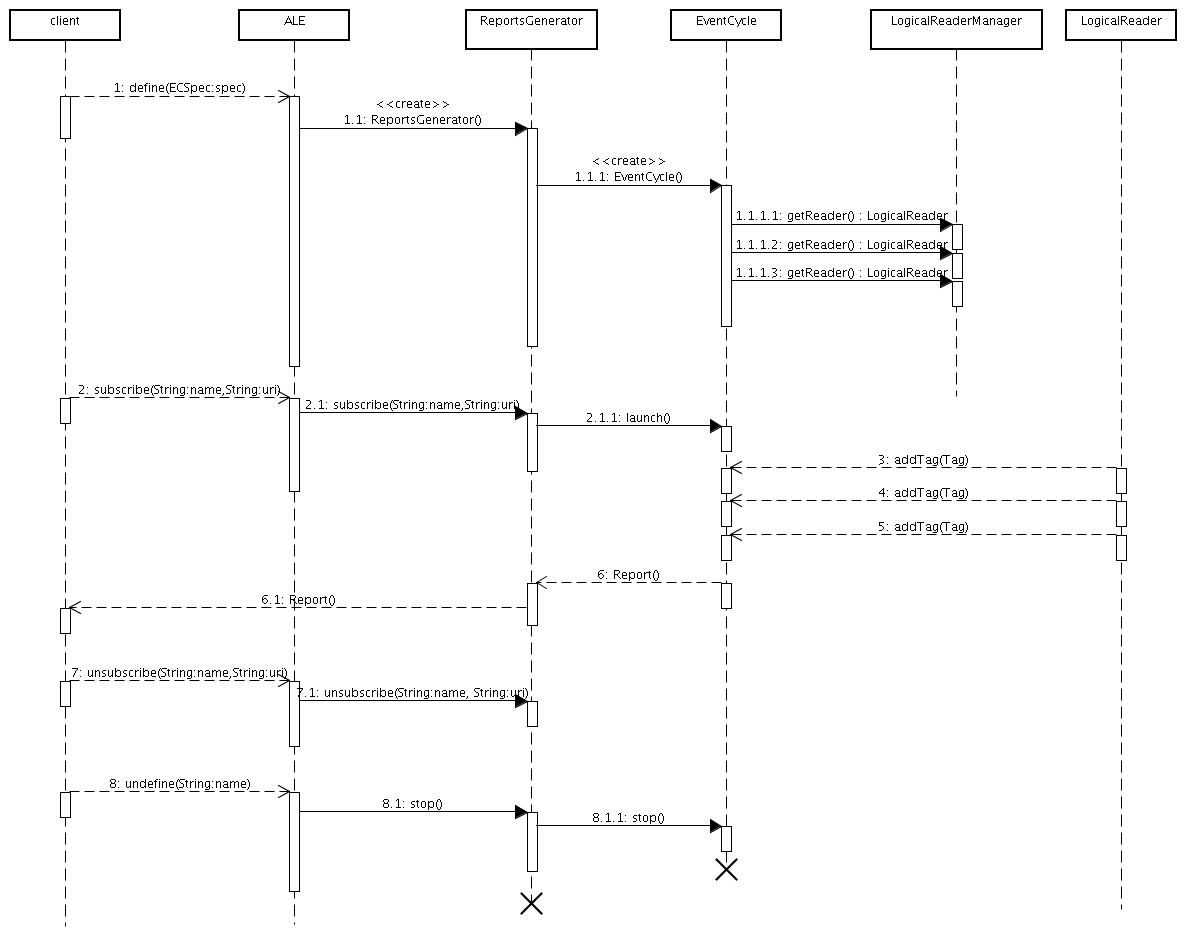 client
ALE
ReportsGenerator
EventCycle
LogicalReaderManager
LogicalReader
1: define(ECSpec:spec)
<<create>>
1.1: ReportsGenerator()
<<create>>
1.1.1: EventCycle()
1.1.1.1: getReader() : LogicalReader
1.1.1.2: getReader() : LogicalReader
1.1.1.3: getReader() : LogicalReader
2: subscribe(String:name,String:uri)
2.1: subscribe(String:name,String:uri)
2.1.1: launch()
3: addTag(Tag)
4: addTag(Tag)
5: addTag(Tag)
6: Report()
6.1: Report()
7: unsubscribe(String:name,String:uri)
7.1: unsubscribe(String:name, String:uri)
8: undefine(String:name)
8.1: stop()
8.1.1: stop()